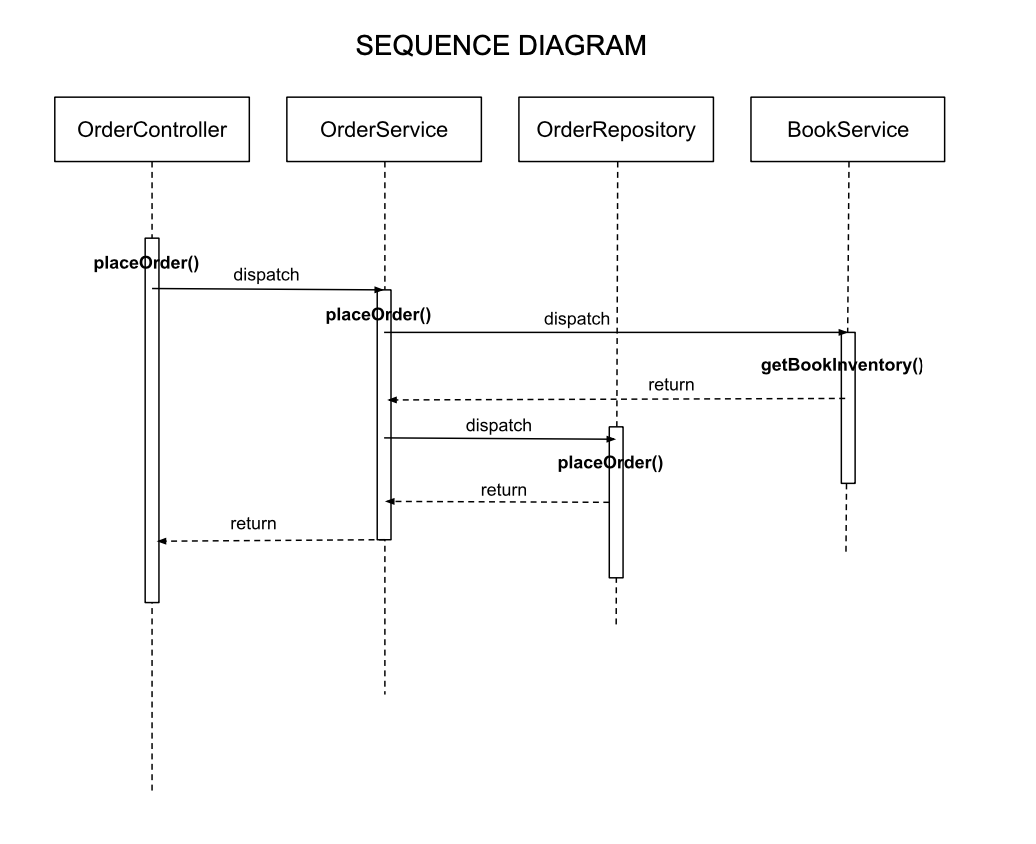 SEQUENCE DIAGRAM
OrderController
OrderService
OrderRepository
BookService
placeOrder()
dispatch
placeOrder()
dispatch
getBookInventory()
return
dispatch
placeOrder()
return
return